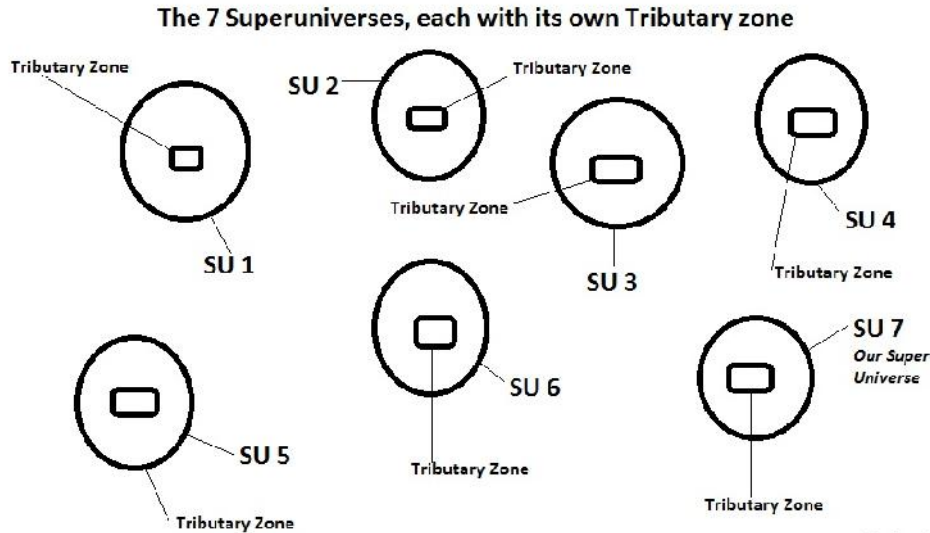 The 7 Superuniverses, each with its own Tributary zone
Tributary Zone
SU 1
SU 2
Tributary Zone
Tributary Zone
SU 3
SU 4
Tributary Zone
SU 5
Tributary Zone
SU 6
Tributary Zone
SU 7
Our Super
Universe
Tributary Zone